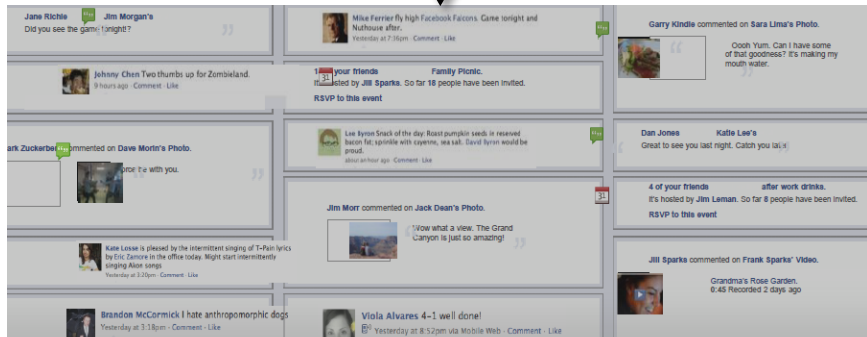 Jane Richie Jim Morgan's
Did you see the game tonight!?
Johnny Chen Two thumbs up for Zombieland.
9 hours ago · Comment · Like
ark Zuckerber commented on Dave Morin's Photo.
force be with you.
Kate Losse is pleased by the intermittent singing of T-Pain lyrics
by Eric Zamore in the office today. Might start intermittently
singing Akon songs
Yesterday at 3:20pm · Comment · Like
Brandon McCormick I hate anthropomorphic dogs
Yesterday at 3:18pm · Comment · Like
Mike Ferrier fly high Facebook Falcons. Game tonight and
Nuthouse after.
Yesterday at 7:36pm · Comment · Like
of your friends Family Picnic.
It's hosted by Jill Sparks. So far 18 people have been invited.
RSVP to this event
31
Lee Byron Snack of the day: Roast pumpkin seeds in reserved
bacon fat; sprinkle with cayenne, sea salt. David Byron would be
proud.
about an hour ago · Comment · Like
Jim Morr commented on Jack Dean's Photo.
Wow what a view. The Grand
Canyon is just so amazing!
31
Viola Alvares 4-1 well done!
Yesterday at 8:52pm via Mobile Web · Comment · Like
Garry Kindle commented on Sara Lima's Photo.
Oooh Yum. Can I have some
of that goodness? It's making my
mouth water.
Dan Jones Katie Lee's
Great to see you last night. Catch you later
4 of your friends after work drinks.
It's hosted by Jim Leman. So far 8 people have been invited.
RSVP to this event
Jill Sparks commented on Frank Sparks' Video.
Grandma's Rose Garden.
0:45 Recorded 2 days ago